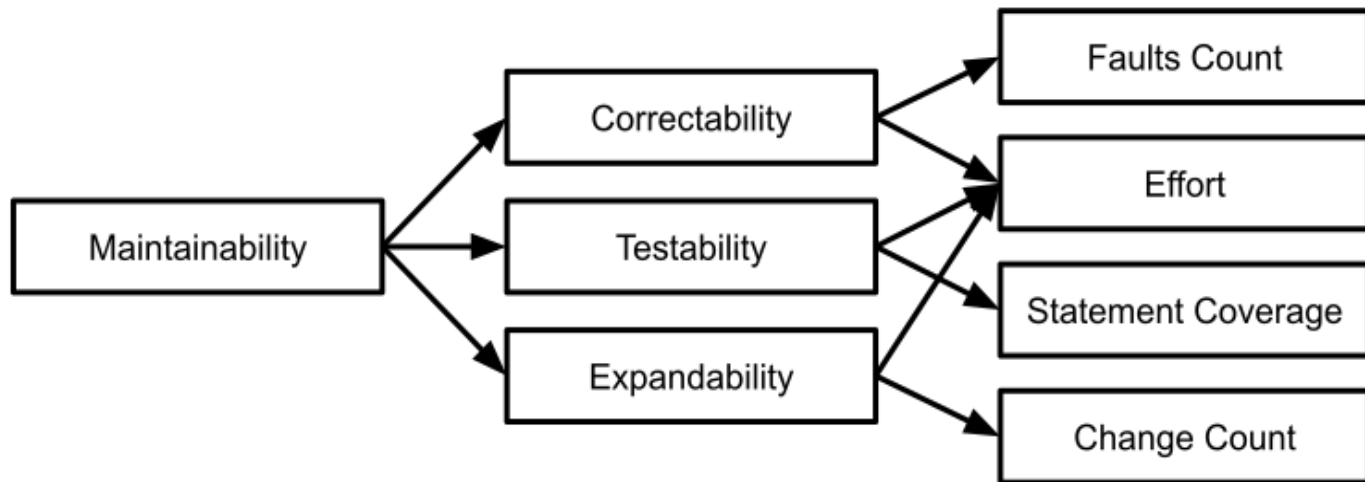 Maintainability
Correctability
Testability
Expandability
Faults Count
Effort
Statement Coverage
Change Count